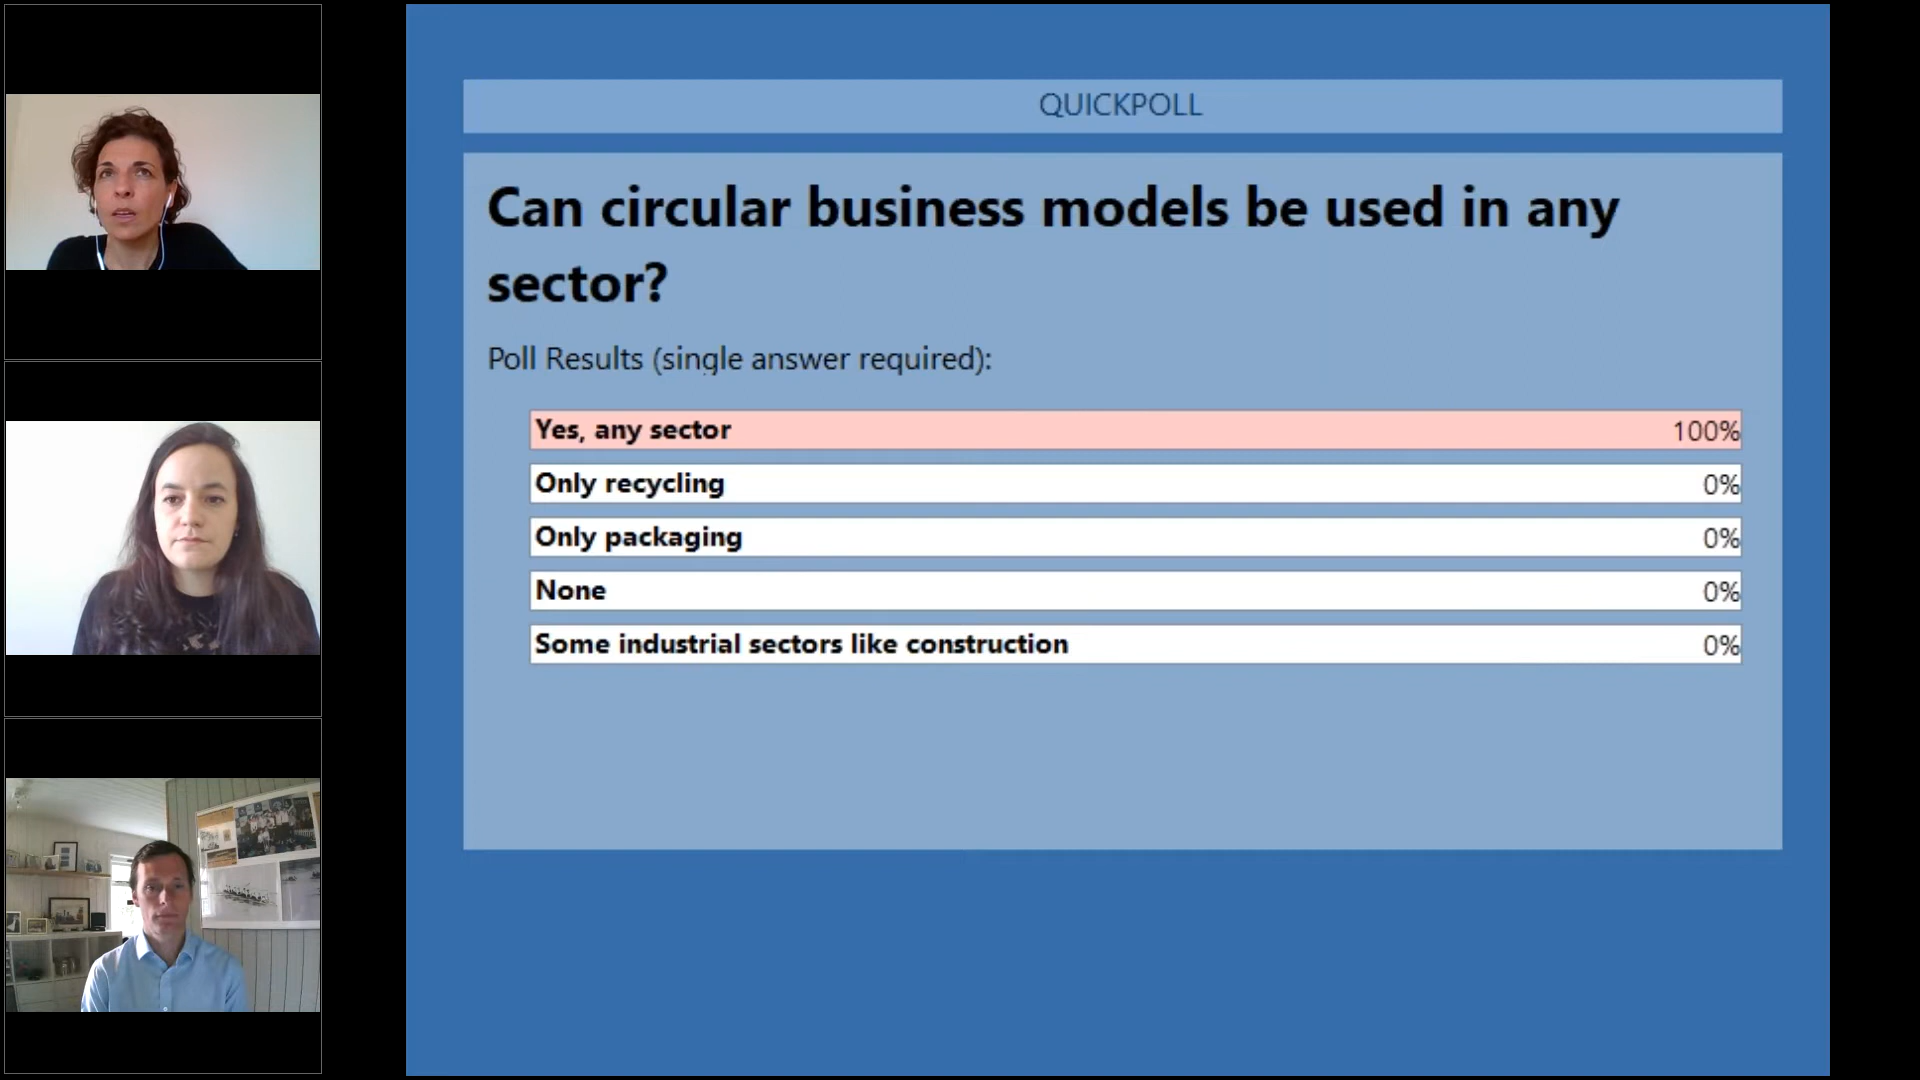 QUICKPOLL
Can circular business models be used in any
sector?
Poll Results (single answer required):
Yes, any sector 100%
Only recycling 0%
Only packaging 0%
None 0%
Some industrial sectors like construction 0%